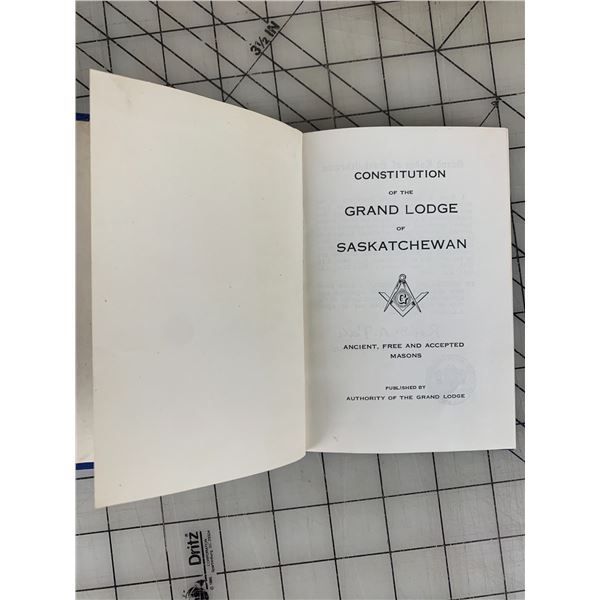 3½ IN
CONSTITUTION
OF THE
GRAND LODGE
OF
SASKATCHEWAN
G
ANCIENT, FREE AND ACCEPTED
MASONS
PUBLISHED BY
AUTHORITY OF THE GRAND LODGE
Dritz